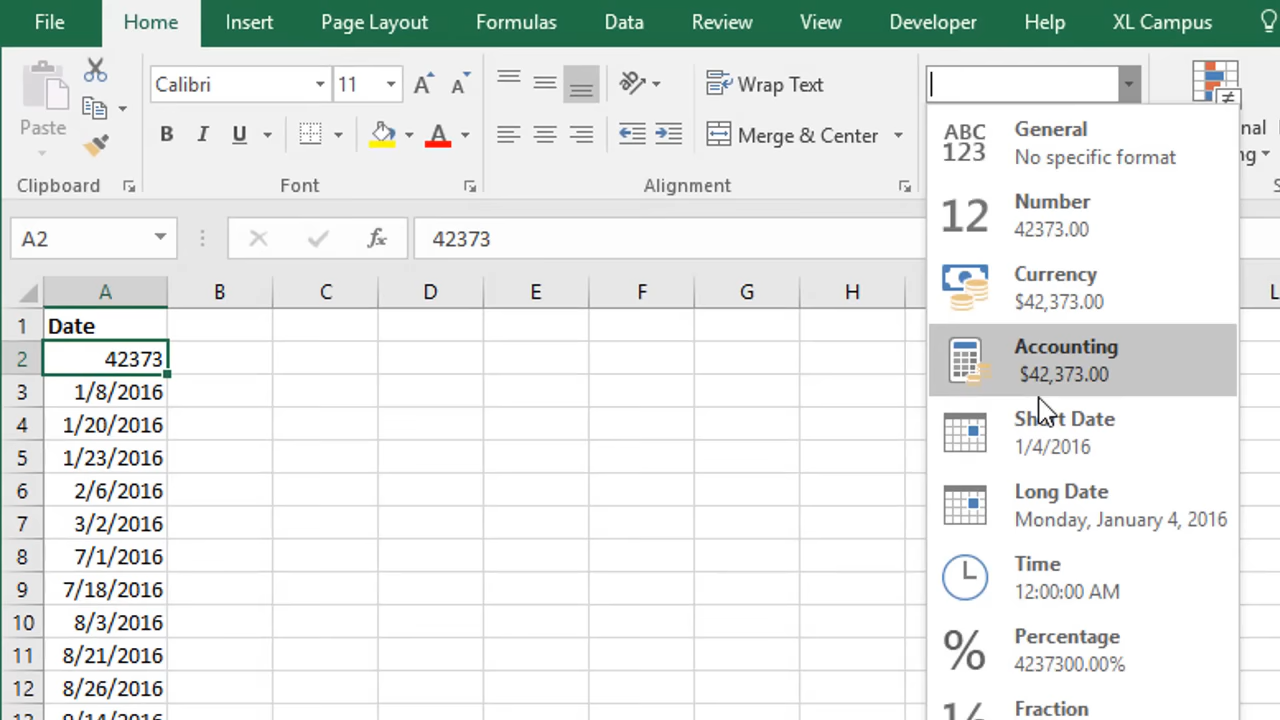 File Home Insert Page Layout Formulas Data Review View Developer Help XL Campus
Calibri 11 Wrap Text
Paste B I U A Merge & Center
Clipboard Font Alignment
A2 fx 42373
A B C D E F G H L
1 Date
2 42373
3 1/8/2016
4 1/20/2016
5 1/23/2016
6 2/6/2016
7 3/2/2016
8 7/1/2016
9 7/18/2016
10 8/3/2016
11 8/21/2016
12 8/26/2016
ABC
123
General
No specific format
12
Number
42373.00
Currency
$42,373.00
Accounting
$42,373.00
Short Date
1/4/2016
Long Date
Monday, January 4, 2016
Time
12:00:00 AM
%
Percentage
4237300.00%
Fraction